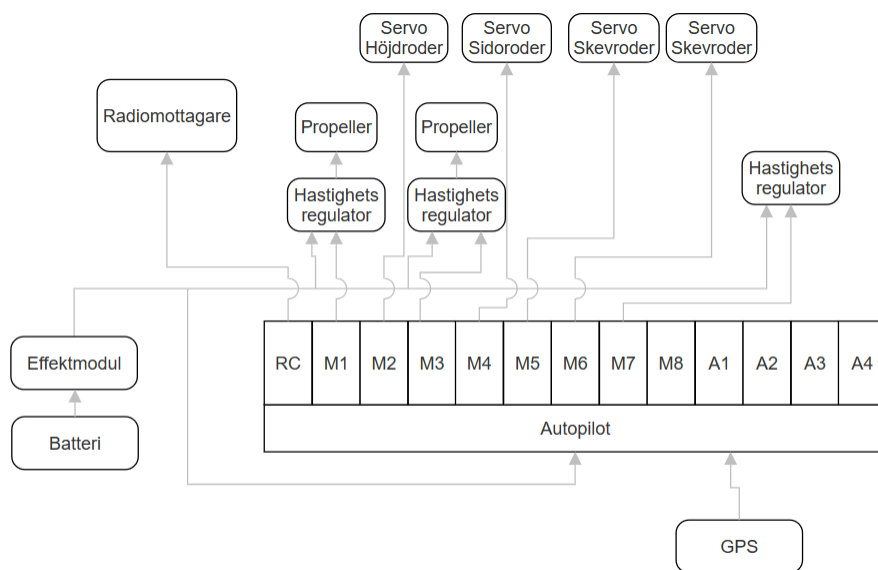 Servo
Höjdroder
Servo
Sidoroder
Servo
Skevroder
Servo
Skevroder
Radiomottagare
Propeller
Propeller
Hastighets
regulator
Hastighets
regulator
Hastighets
regulator
Effektmodul
Batteri
RC M1 M2 M3 M4 M5 M6 M7 M8 A1 A2 A3 A4
Autopilot
GPS